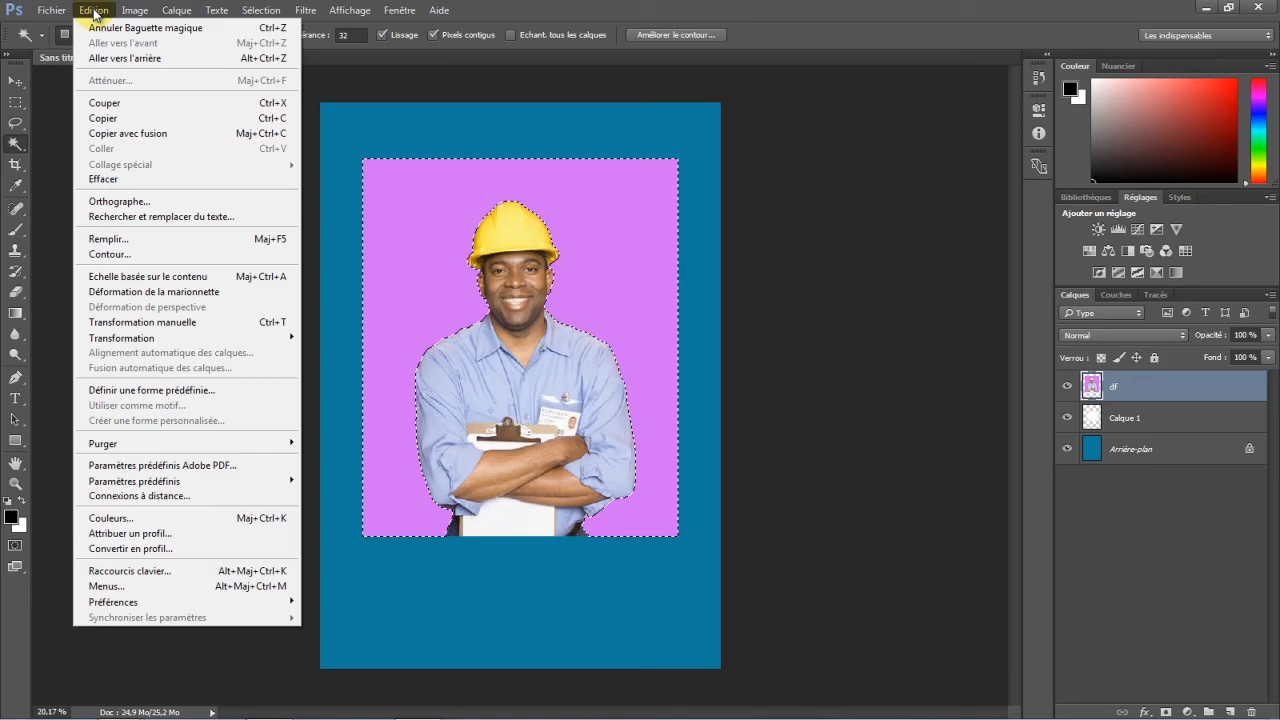 Ps Fichier Edition Image Calque Texte Sélection Filtre Affichage Fenêtre Aide
érance : 32 Lissage Pixels contigus Echant. tous les calques Améliorer le contour... Les indispensables
Sans tit
Annuler Baguette magique Ctrl+Z
Aller vers l'avant Maj+Ctrl+Z
Aller vers l'arrière Alt+Ctrl+Z
Atténuer... Maj+Ctrl+F
Couper Ctrl+X
Copier Ctrl+C
Copier avec fusion Maj+Ctrl+C
Coller Ctrl+V
Collage spécial
Effacer
Orthographe...
Rechercher et remplacer du texte...
Remplir... Maj+F5
Contour...
Echelle basée sur le contenu Maj+Ctrl+A
Déformation de la marionnette
Déformation de perspective
Transformation manuelle Ctrl+T
Transformation
Alignement automatique des calques...
Fusion automatique des calques...
Définir une forme prédéfinie...
Utiliser comme motif...
Créer une forme personnalisée...
Purger
Paramètres prédéfinis Adobe PDF...
Paramètres prédéfinis
Connexions à distance...
Couleurs... Maj+Ctrl+K
Attribuer un profil...
Convertir en profil...
Raccourcis clavier... Alt+Maj+Ctrl+K
Menus... Alt+Maj+Ctrl+M
Préférences
Synchroniser les paramètres
Couleur Nuancier
Bibliothèques Réglages Styles
Ajouter un réglage
Calques Couches Tracés
Type
Normal Opacité : 100 %
Verrou : Fond : 100 %
df
Calque 1
Arrière-plan
20,17 % Doc : 24,9 Mo/25,2 Mo